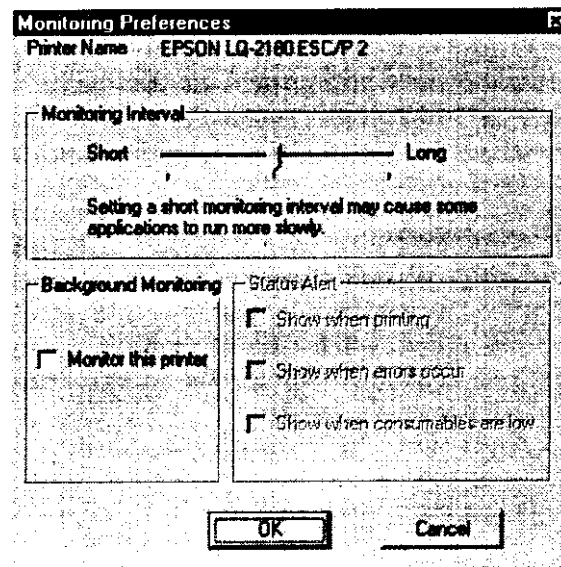 Monitoring Preferences
Printer Name EPSON LQ-2180 ESC/P 2
Monitoring Interval
Short Long
Setting a short monitoring interval may cause some
applications to run more slowly.
Background Monitoring
Monitor this printer
Status Alert
Show when printing
Show when errors occur
Show when consumables are low
OK Cancel